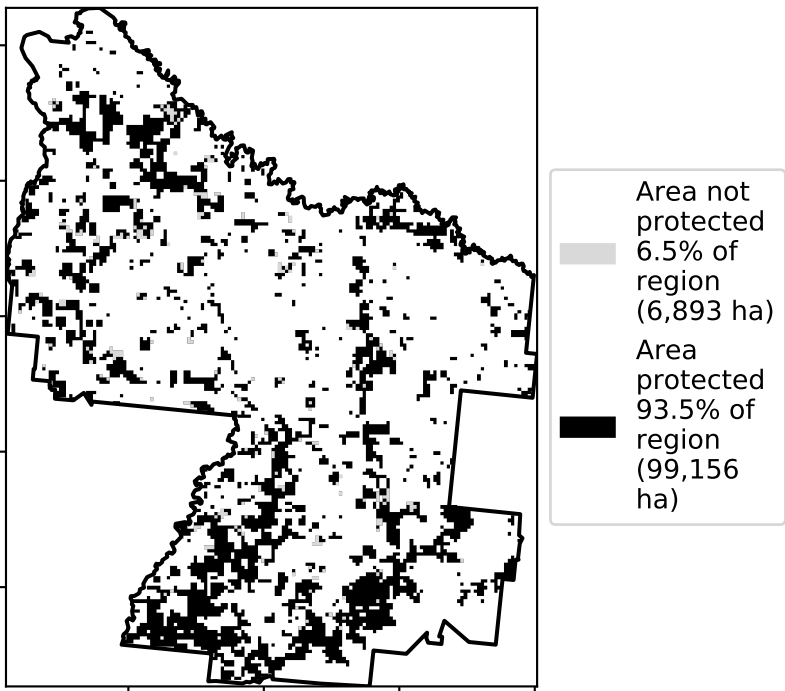 Area not
protected
6.5% of
region
(6,893 ha)
Area
protected
93.5% of
region
(99,156
ha)